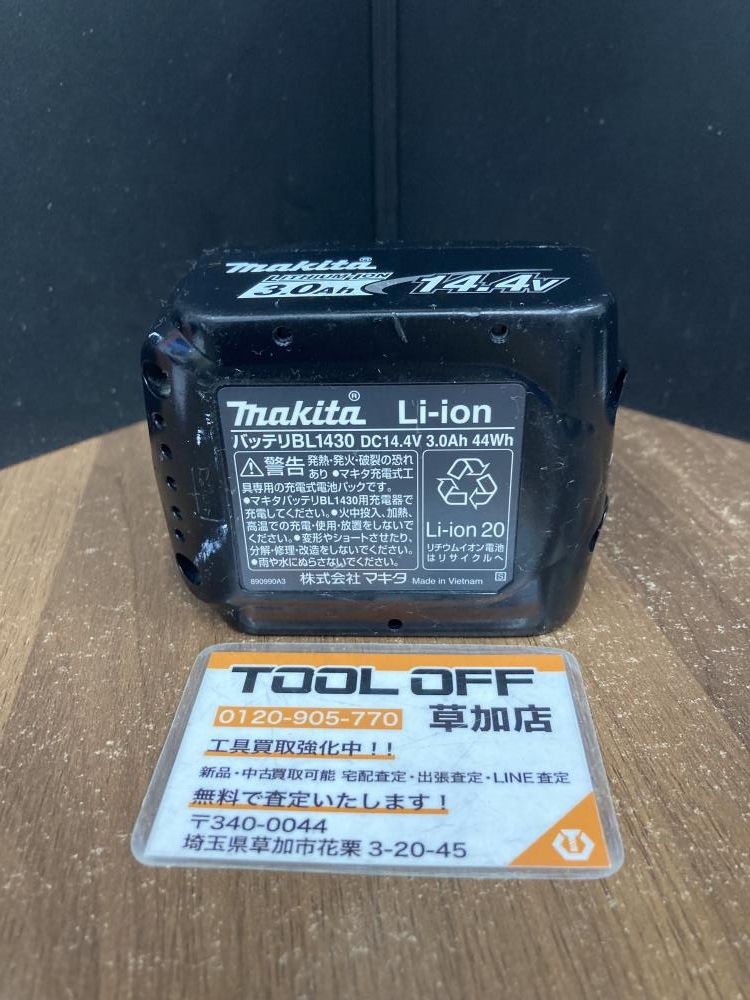 makita®
LITHIUM-ION
3.0Ah 14.4V
makita® Li-ion
バッテリBL1430 DC14.4V 3.0Ah 44Wh
警告 発熱・発火・破裂の恐れ
あり ●マキタ充電式工
具専用の充電式電池パックです。
●マキタバッテリBL1430用充電器で
充電してください。●火中投入、加熱、
高温での充電・使用・放置をしないで
ください。●変形やショートさせたり、
分解・修理・改造をしないでください。
●雨や水にぬらさないでください。
Li-ion 20
リチウムイオン電池
はリサイクルへ
890990A3 株式会社マキタ Made in Vietnam S
TOOL OFF
0120-905-770 草加店
工具買取強化中!!
新品・中古買取可能 宅配査定・出張査定・LINE査定
無料で査定いたします!
〒340-0044
埼玉県草加市花栗 3-20-45